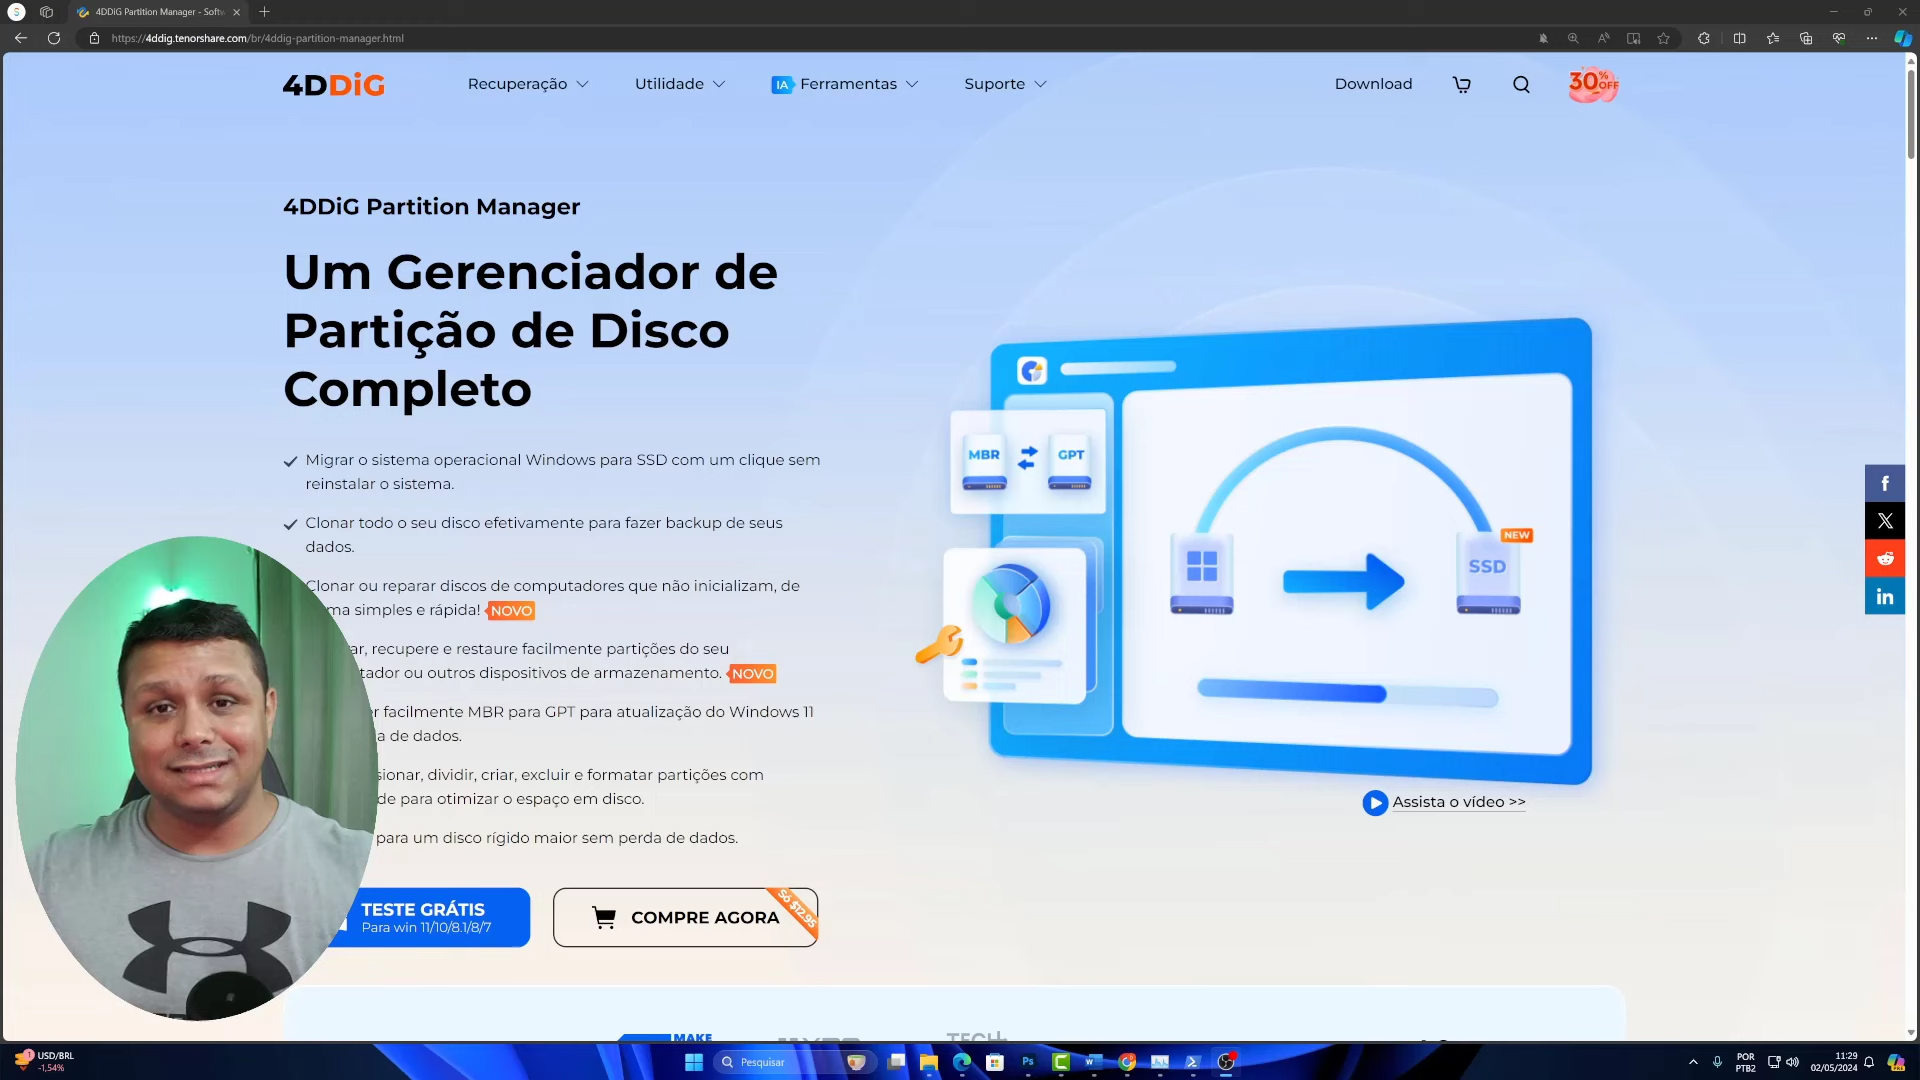 4DDiG Partition Manager - Softw
https://4ddig.tenorshare.com/br/4ddig-partition-manager.html
4DDiG
Recuperação
Utilidade
IA Ferramentas
Suporte
Download
30% OFF
4DDiG Partition Manager
Um Gerenciador de
Partição de Disco
Completo
Migrar o sistema operacional Windows para SSD com um clique sem
reinstalar o sistema.
Clonar todo o seu disco efetivamente para fazer backup de seus
dados.
Clonar ou reparar discos de computadores que não inicializam, de
ma simples e rápida! NOVO
ar, recupere e restaure facilmente partições do seu
tador ou outros dispositivos de armazenamento. NOVO
er facilmente MBR para GPT para atualização do Windows 11
a de dados.
sionar, dividir, criar, excluir e formatar partições com
de para otimizar o espaço em disco.
para um disco rígido maior sem perda de dados.
TESTE GRÁTIS
Para win 11/10/8.1/8/7
COMPRE AGORA
Só $12.95
MBR
GPT
NEW
SSD
Assista o vídeo >>
MAKE
TECH
USD/BRL
-1,54%
Pesquisar
POR
PTB2
11:29
02/05/2024